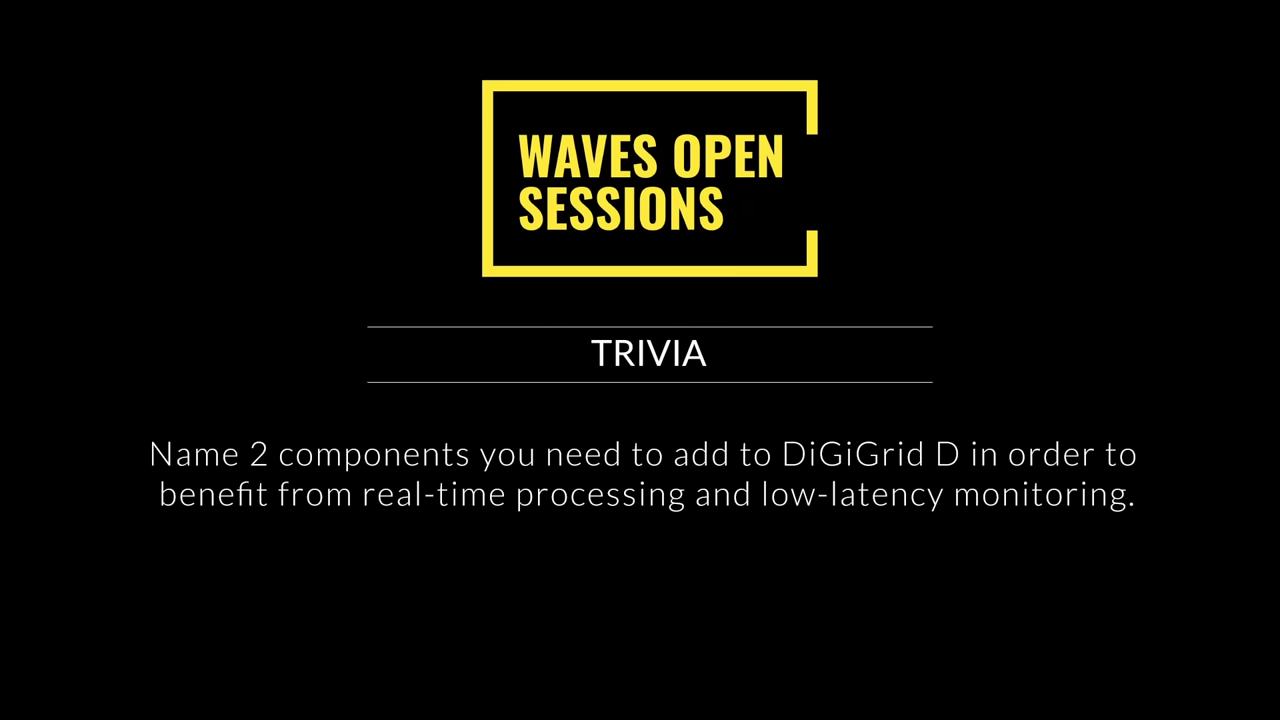 WAVES OPEN
SESSIONS
TRIVIA
Name 2 components you need to add to DiGiGrid D in order to
benefit from real-time processing and low-latency monitoring.